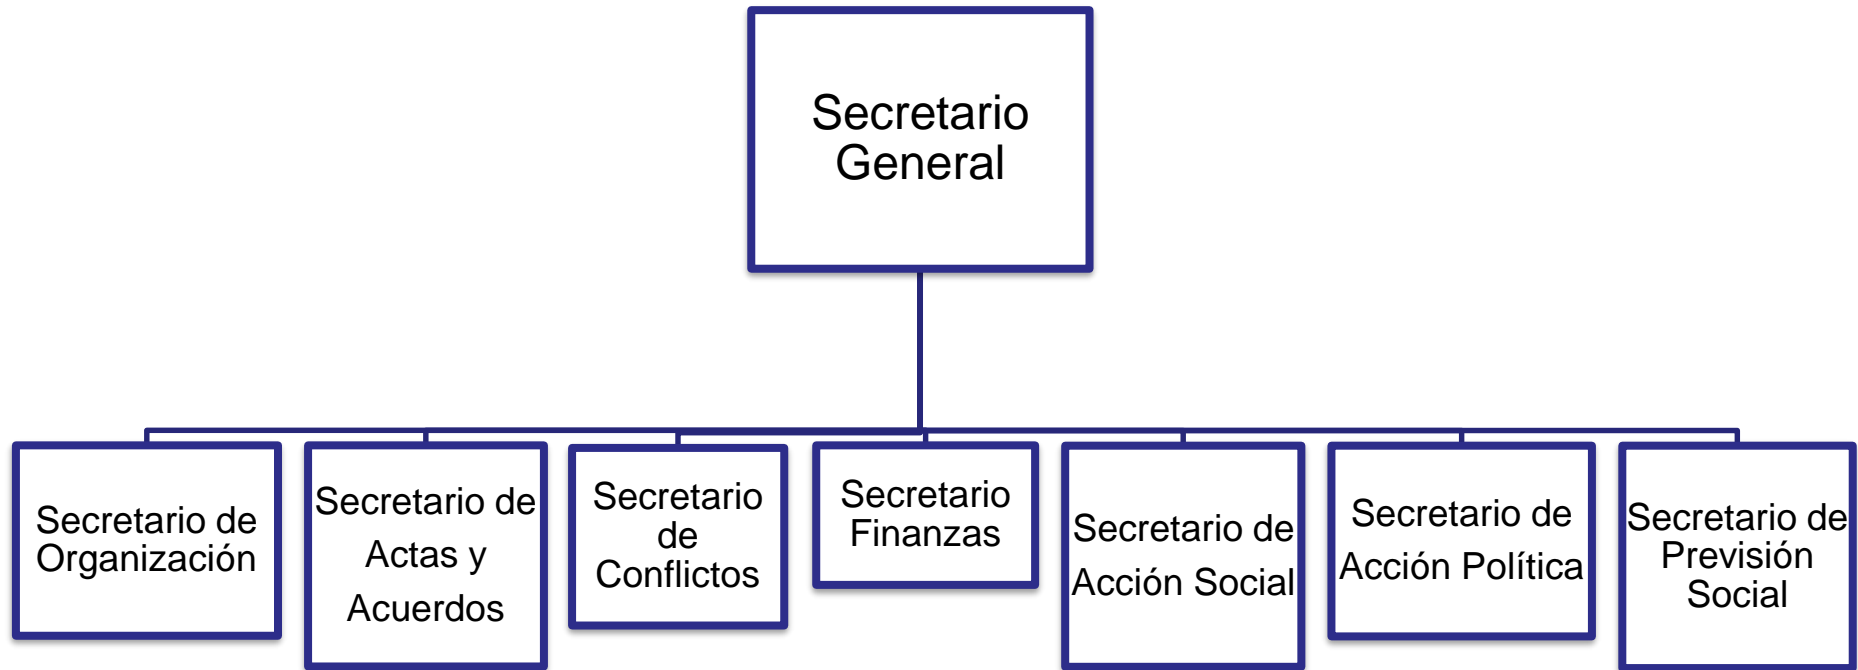 Secretario
General
Secretario de
Organización
Secretario de
Actas y
Acuerdos
Secretario
de
Conflictos
Secretario
Finanzas
Secretario de
Acción Social
Secretario de
Acción Política
Secretario de
Previsión
Social